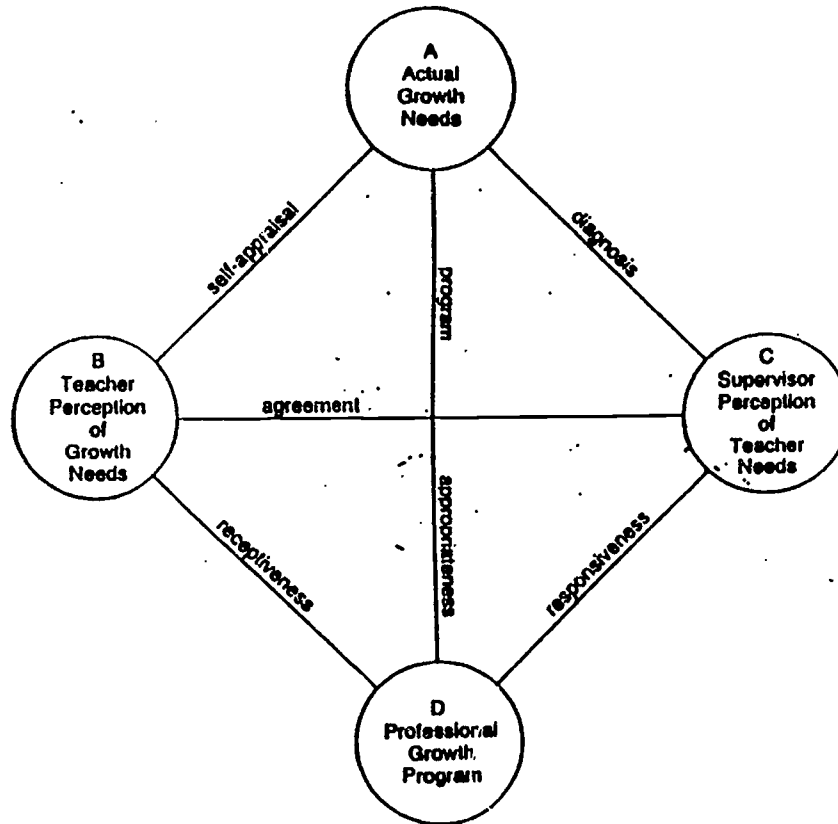 A
Actual
Growth
Needs
self-appraisal
program
diagnosis
B
Teacher
Perception
of
Growth
Needs
agreement
C
Supervisor
Perception
of
Teacher
Needs
receptiveness
appropriateness
responsiveness
D
Professional
Growth
Program